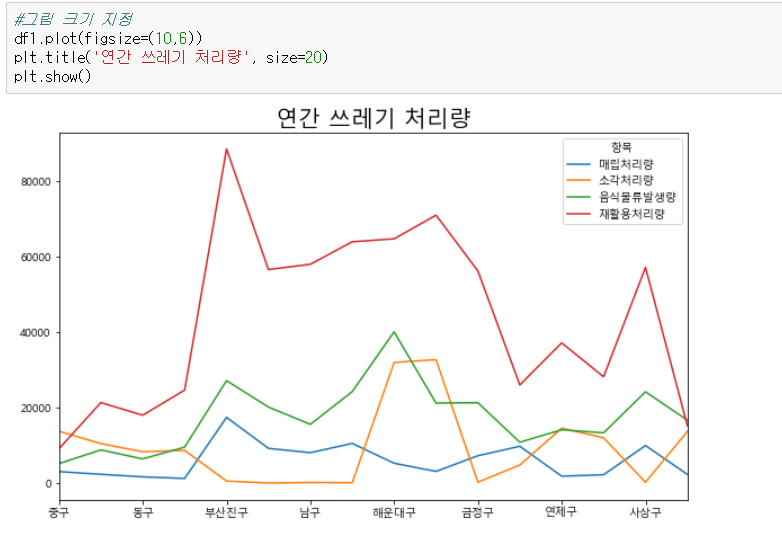 #그림 크기 지정
df1.plot(figsize=(10,6))
plt.title('연간 쓰레기 처리량', size=20)
plt.show()
연간 쓰레기 처리량
항목
매립처리량
소각처리량
음식물류발생량
재활용처리량
80000
60000
40000
20000
0
중구 동구 부산진구 남구 해운대구 금정구 연제구 사상구